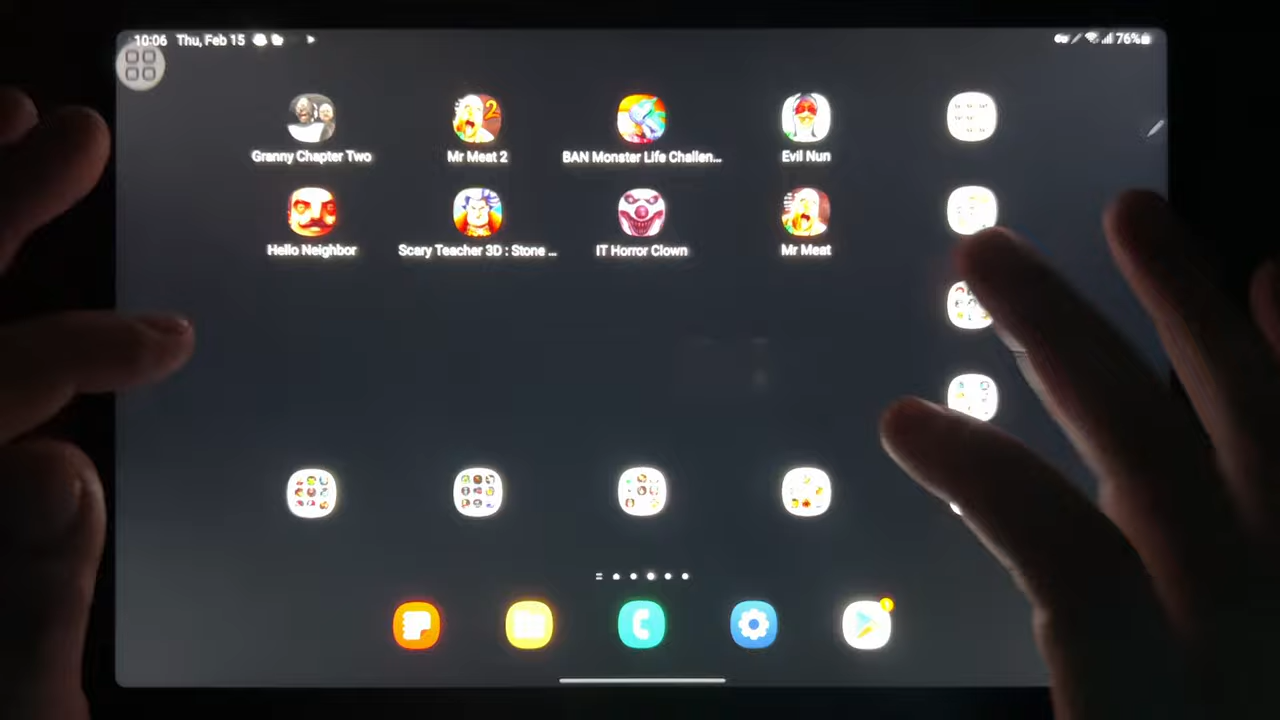 10:06 Thu, Feb 15 76%
Granny Chapter Two Mr Meat 2 BAN Monster Life Challen... Evil Nun
Hello Neighbor Scary Teacher 3D : Stone ... IT Horror Clown Mr Meat